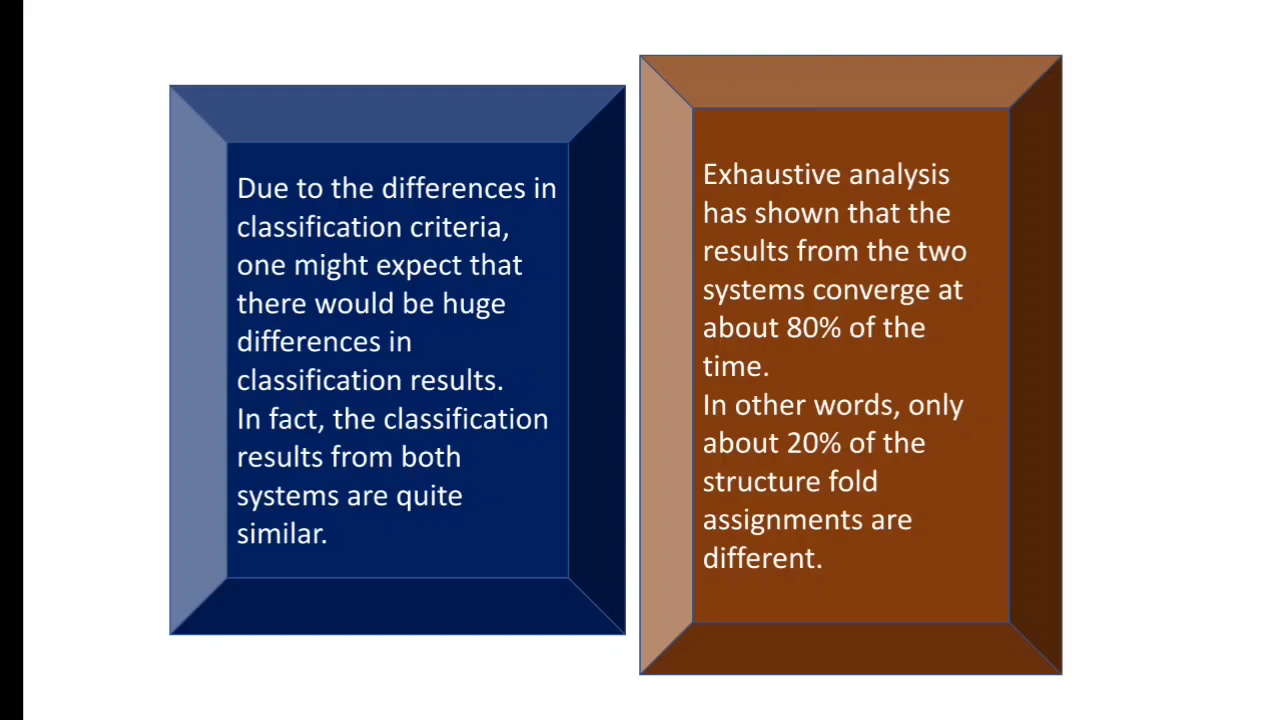 Due to the differences in
classification criteria,
one might expect that
there would be huge
differences in
classification results.
In fact, the classification
results from both
systems are quite
similar.
Exhaustive analysis
has shown that the
results from the two
systems converge at
about 80% of the
time.
In other words, only
about 20% of the
structure fold
assignments are
different.